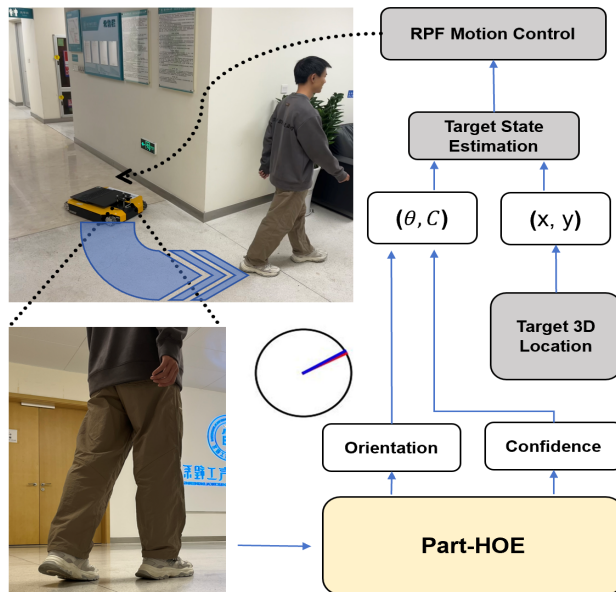 RPF Motion Control
Target State
Estimation
(θ, C)
(x, y)
Target 3D
Location
Orientation
Confidence
Part-HOE